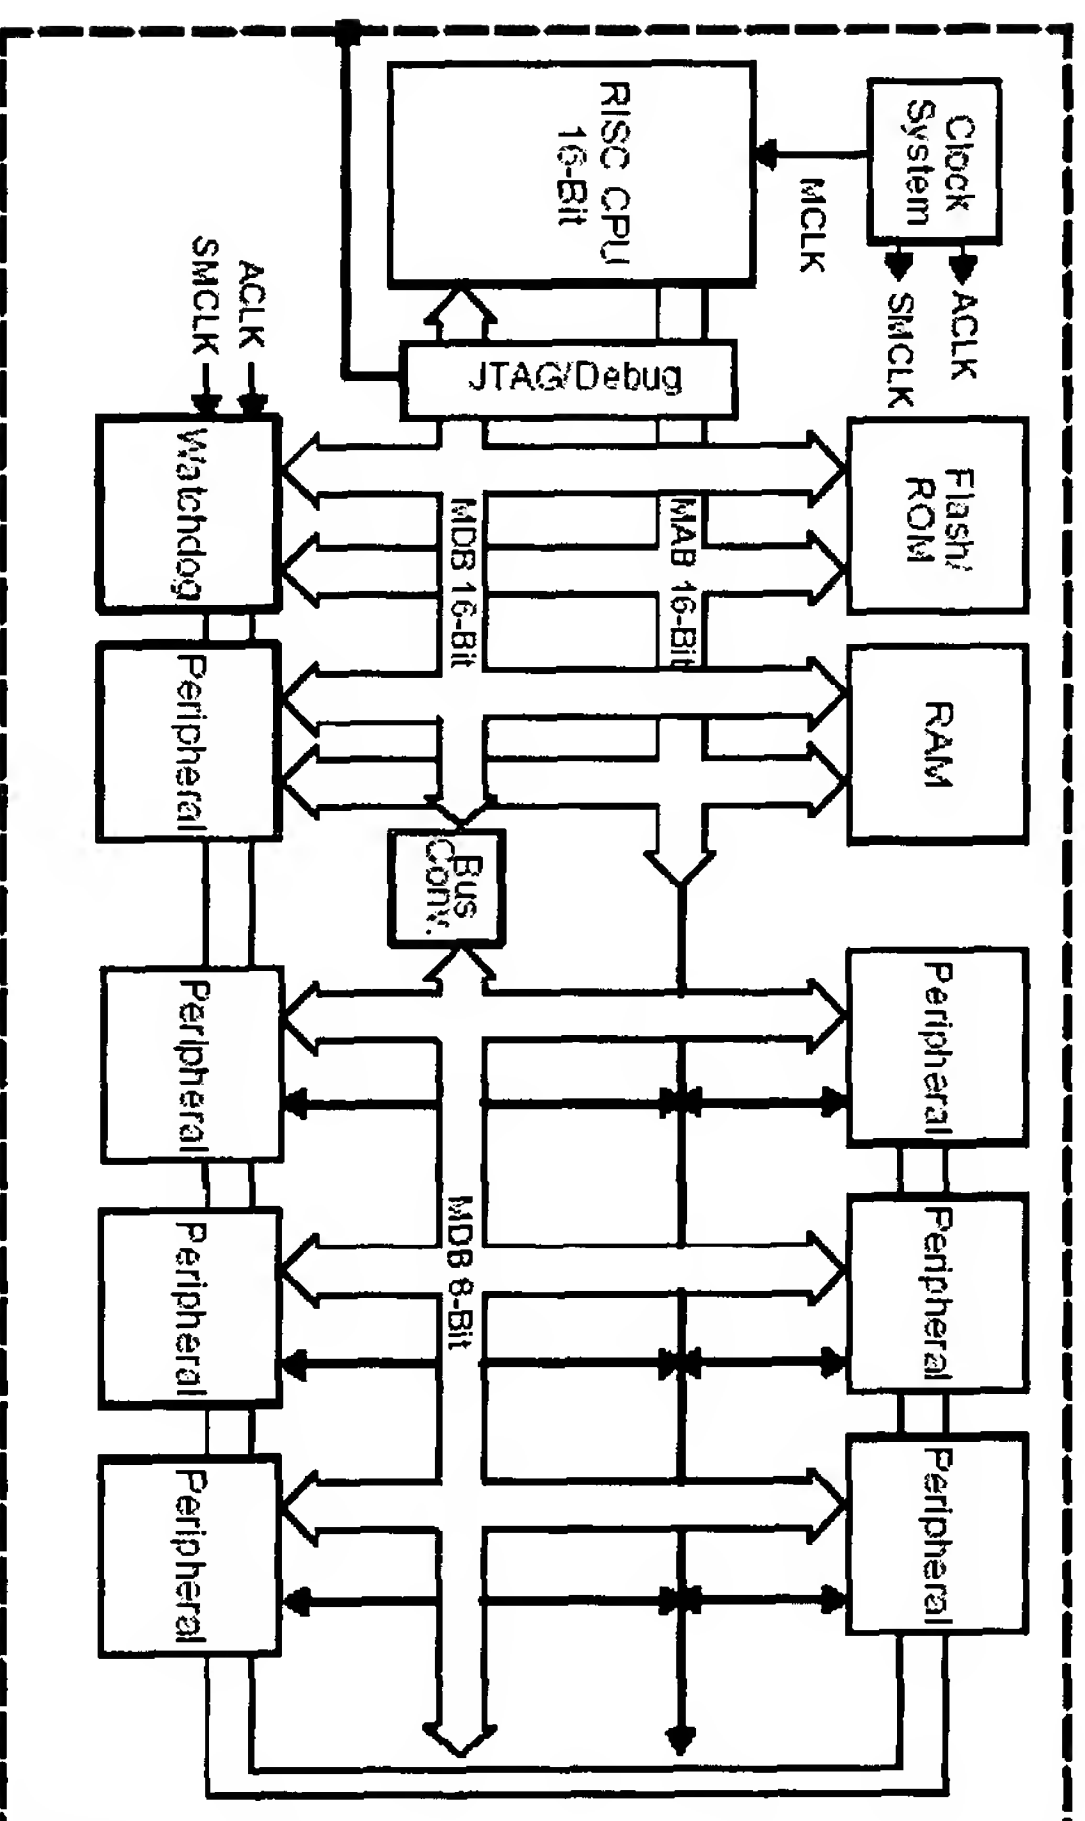 Clock
System
ACLK
SMCLK
MCLK
RISC CPU
16-Bit
JTAG/Debug
Flash/
ROM
RAM
Peripheral
Peripheral
Peripheral
MAB 16-Bit
MDB 16-Bit
Bus
Conv.
MDB 8-Bit
ACLK
SMCLK
Watchdog
Peripheral
Peripheral
Peripheral
Peripheral